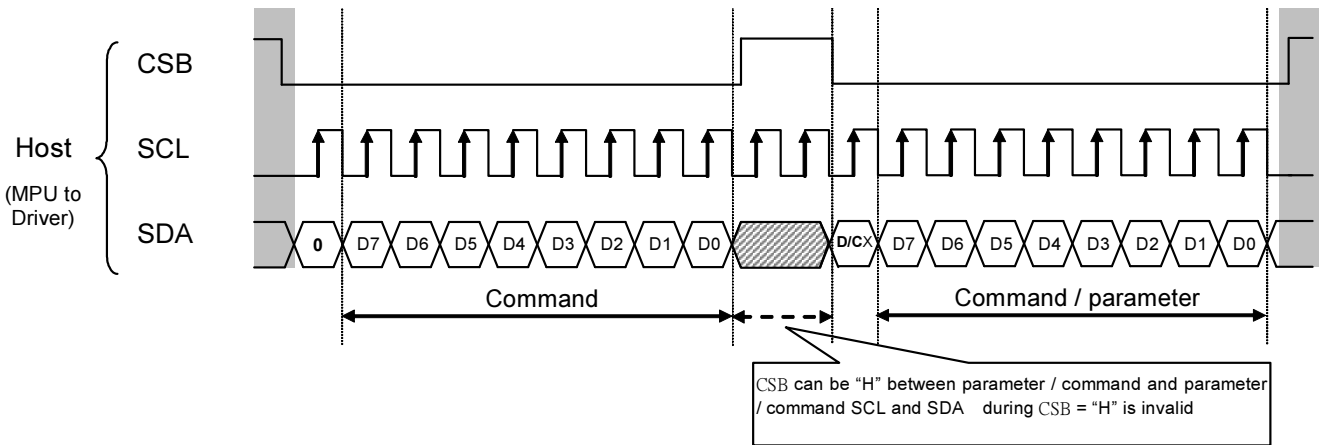 CSB
Host
(MPU to
Driver)
SCL
SDA
0 D7 D6 D5 D4 D3 D2 D1 D0 D/CX D7 D6 D5 D4 D3 D2 D1 D0
Command
Command / parameter
CSB can be “H” between parameter / command and parameter
/ command SCL and SDA during CSB = “H” is invalid